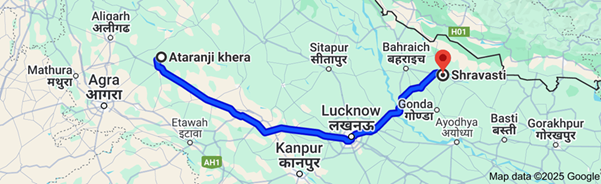 Aligarh
अलीगढ
H01
Ataranji khera
Sitapur
सीतापुर
Bahraich
बहराइच
Mathura
मथुरा
Shravasti
Agra
आगरा
Gonda
गोण्डा
Lucknow
लखनऊ
Ayodhya
अयोध्या
Basti
बस्ती
Gorakhpur
गोरखपुर
Etawah
इटावा
Kanpur
कानपुर
AH1
Map data ©2025 Google